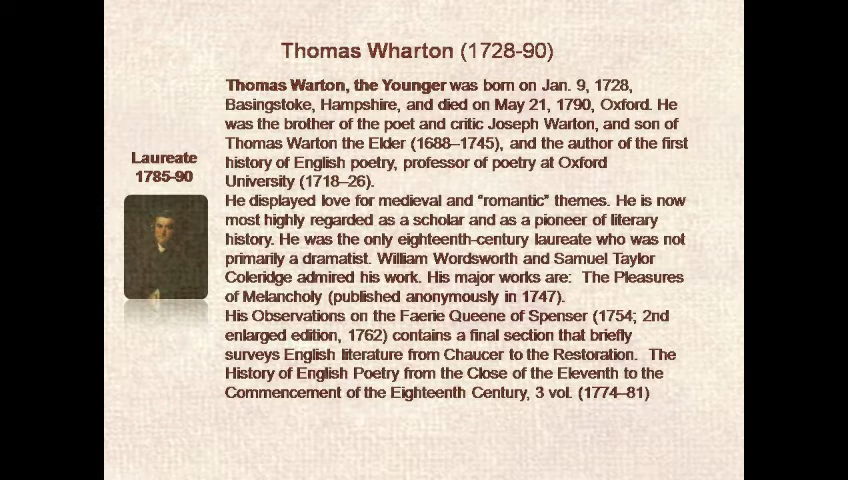 Thomas Wharton (1728-90)
Laureate
1785-90
Thomas Warton, the Younger was born on Jan. 9, 1728,
Basingstoke, Hampshire, and died on May 21, 1790, Oxford. He
was the brother of the poet and critic Joseph Warton, and son of
Thomas Warton the Elder (1688–1745), and the author of the first
history of English poetry, professor of poetry at Oxford
University (1718–26).
He displayed love for medieval and “romantic” themes. He is now
most highly regarded as a scholar and as a pioneer of literary
history. He was the only eighteenth-century laureate who was not
primarily a dramatist. William Wordsworth and Samuel Taylor
Coleridge admired his work. His major works are: The Pleasures
of Melancholy (published anonymously in 1747).
His Observations on the Faerie Queene of Spenser (1754; 2nd
enlarged edition, 1762) contains a final section that briefly
surveys English literature from Chaucer to the Restoration. The
History of English Poetry from the Close of the Eleventh to the
Commencement of the Eighteenth Century, 3 vol. (1774–81)